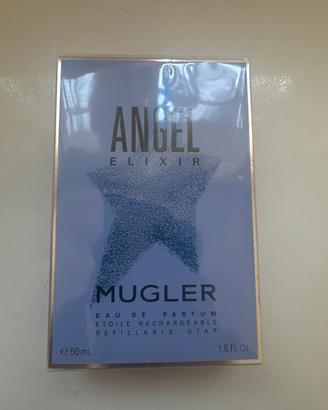 ANGEL
ELIXIR
MUGLER
EAU DE PARFUM
ETOILE RECHARGEABLE
REFILLABLE STAR
℮ 50 mL 1.6 Fl. Oz.